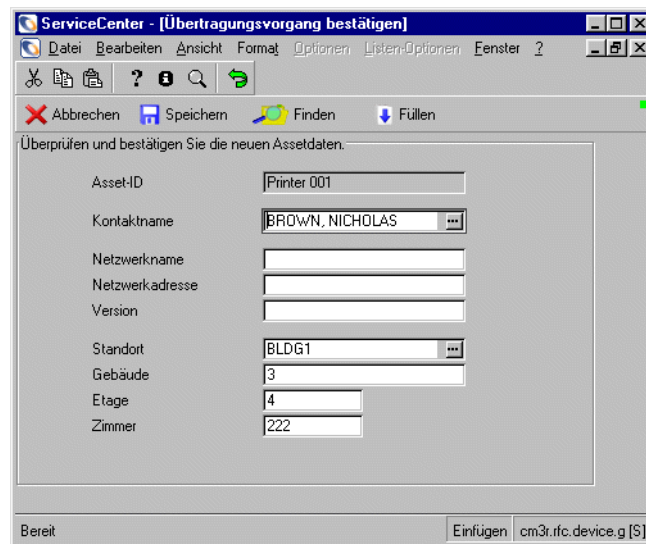 ServiceCenter - [Übertragungsvorgang bestätigen]
Datei Bearbeiten Ansicht Format Optionen Listen-Optionen Fenster ?
Abbrechen Speichern Finden Füllen
Überprüfen und bestätigen Sie die neuen Assetdaten.
Asset-ID Printer 001
Kontaktname BROWN, NICHOLAS
Netzwerkname
Netzwerkadresse
Version
Standort BLDG1
Gebäude 3
Etage 4
Zimmer 222
Bereit Einfügen cm3r.rfc.device.g [S]